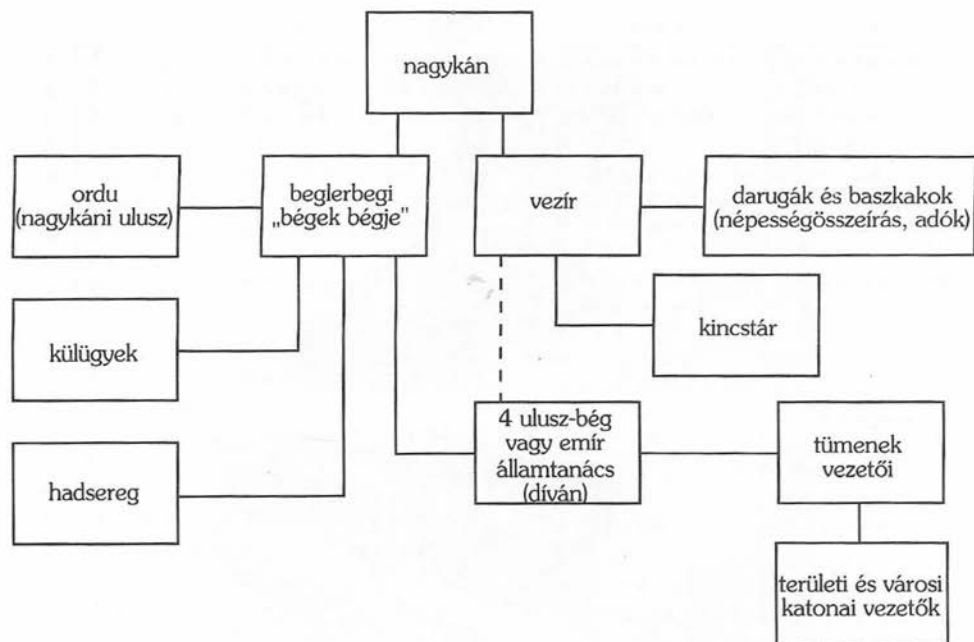 nagykán
ordu
(nagykáni ulusz)
beglerbegi
„bégek bégje”
vezír
darugák és baszkakok
(népességösszeírás, adók)
külügyek
kincstár
hadsereg
4 ulusz-bég
vagy emír
államtanács
(díván)
tümenek
vezetői
területi és városi
katonai vezetők